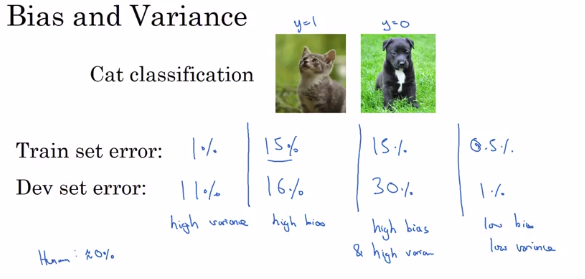 Bias and Variance
y=1 y=0
Cat classification
Train set error: 1% 15% 15% 0.5%
Dev set error: 11% 16% 30% 1%
high variance high bias high bias low bias
& high varian low variance
Human: ≈0%